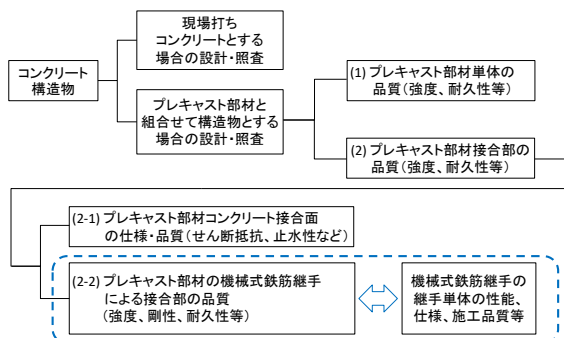 コンクリート
構造物
現場打ち
コンクリートとする
場合の設計・照査
プレキャスト部材と
組合せて構造物とする
場合の設計・照査
(1) プレキャスト部材単体の
品質(強度、耐久性等)
(2) プレキャスト部材接合部の
品質(強度、耐久性等)
(2-1) プレキャスト部材コンクリート接合面
の仕様・品質(せん断抵抗、止水性など)
(2-2) プレキャスト部材の機械式鉄筋継手
による接合部の品質
(強度、剛性、耐久性等)
機械式鉄筋継手の
継手単体の性能、
仕様、施工品質等